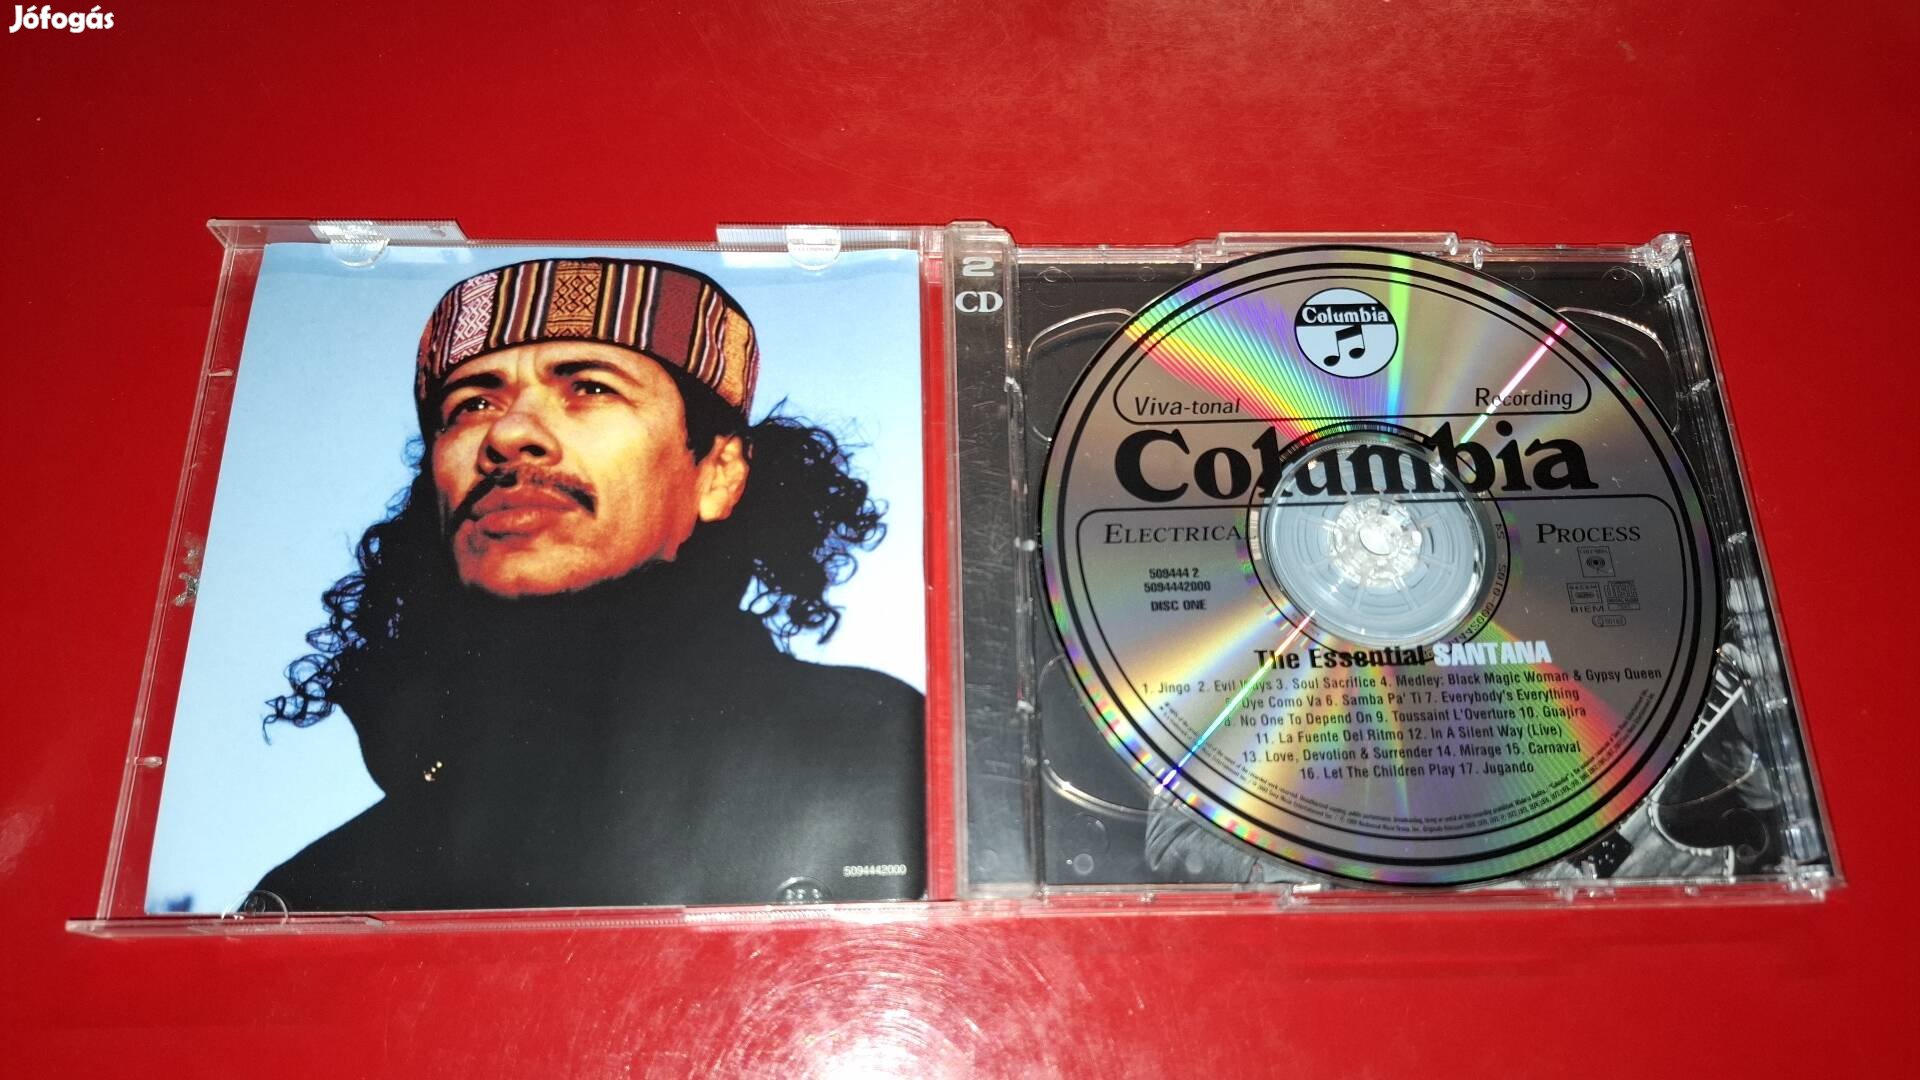 Jófogás
5094442000
2
CD
Columbia
Viva-tonal
Recording
Columbia
ELECTRICAL
PROCESS
509444 2
5094442000
DISC ONE
BIEM
The Essential SANTANA
1. Jingo 2. Evil Ways 3. Soul Sacrifice 4. Medley: Black Magic Woman & Gypsy Queen
5. Oye Como Va 6. Samba Pa' Ti 7. Everybody's Everything
8. No One To Depend On 9. Toussaint L'Overture 10. Guajira
11. La Fuente Del Ritmo 12. In A Silent Way (Live)
13. Love, Devotion & Surrender 14. Mirage 15. Carnaval
16. Let The Children Play 17. Jugando